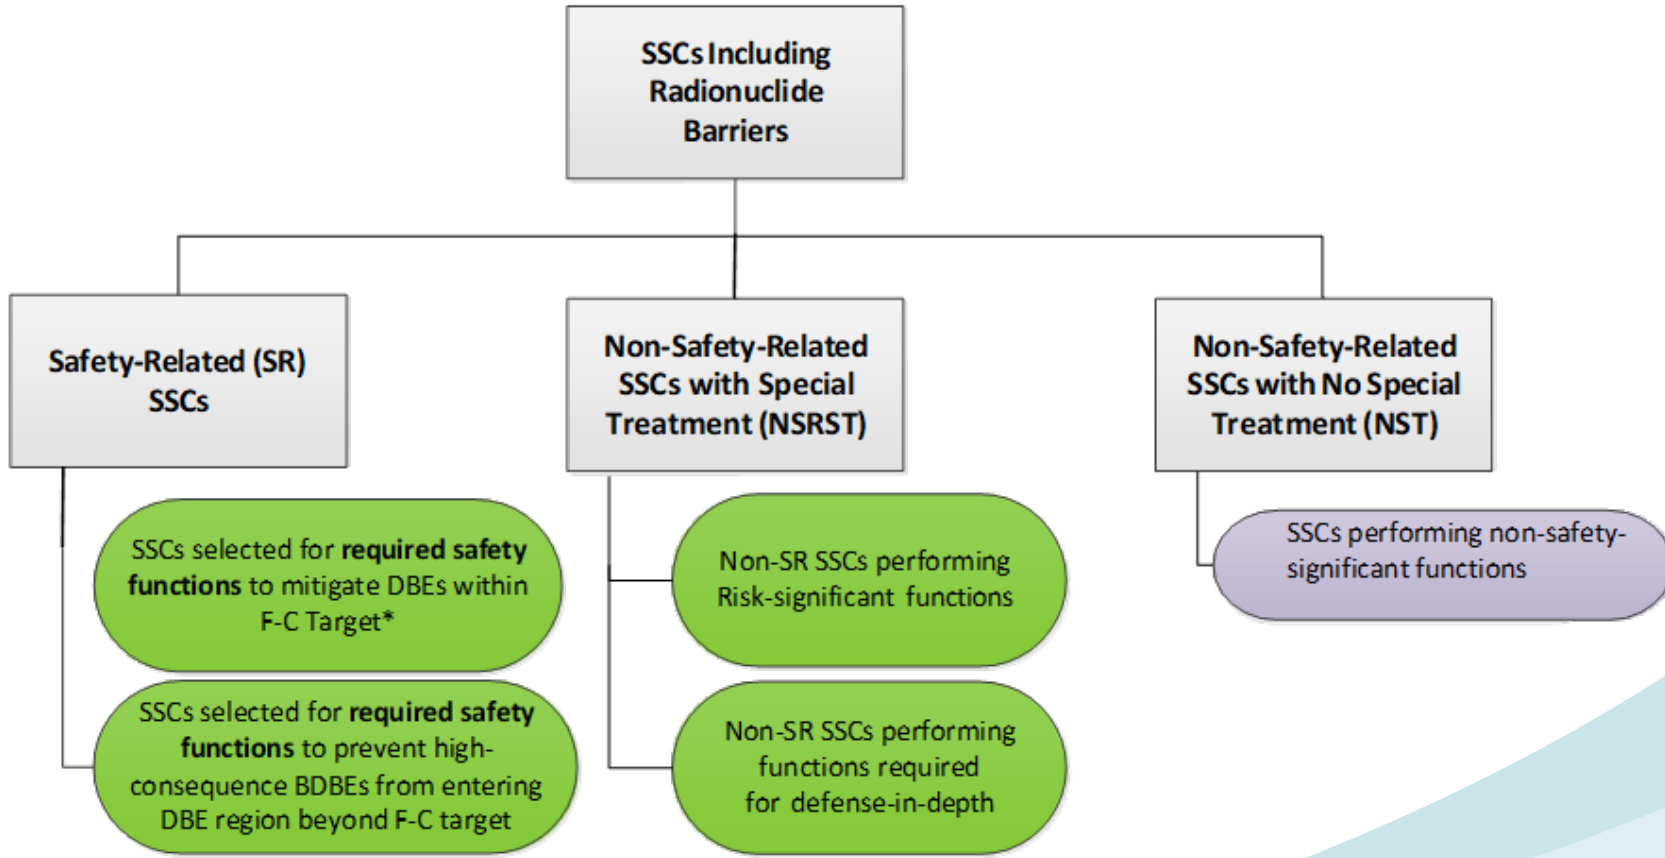 SSCs Including
Radionuclide
Barriers
Safety-Related (SR)
SSCs
Non-Safety-Related
SSCs with Special
Treatment (NSRST)
Non-Safety-Related
SSCs with No Special
Treatment (NST)
SSCs selected for required safety
functions to mitigate DBEs within
F-C Target*
SSCs selected for required safety
functions to prevent high-
consequence BDBEs from entering
DBE region beyond F-C target
Non-SR SSCs performing
Risk-significant functions
Non-SR SSCs performing
functions required
for defense-in-depth
SSCs performing non-safety-
significant functions